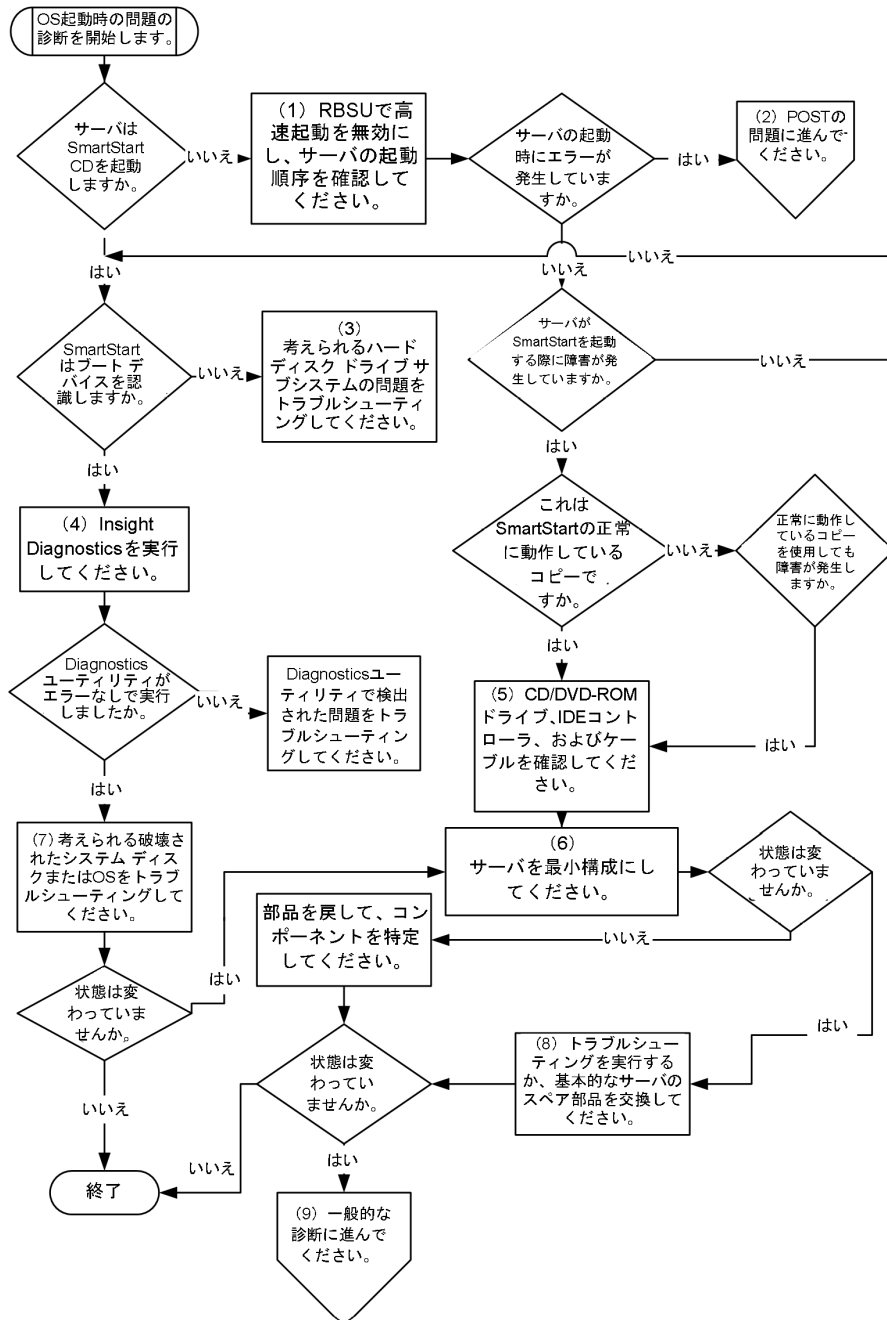 OS起動時の問題の
診断を開始します。
サーバは
SmartStart
CDを起動
しますか。
いいえ
(1) RBSUで高
速起動を無効に
し、サーバの起動
順序を確認して
ください。
サーバの起動
時にエラーが
発生していま
すか。
はい
(2) POSTの
問題に進んで
ください。
はい
いいえ
いいえ
SmartStart
はブート デ
バイスを認
識しますか。
いいえ
(3)
考えられるハード
ディスク ドライブ サ
ブシステムの問題を
トラブルシューティ
ングしてください。
サーバが
SmartStartを起動
する際に障害が発
生していますか。
いいえ
はい
はい
(4) Insight
Diagnosticsを実行
してください。
これは
SmartStartの正常
に動作している
コピーで
すか。
いいえ
正常に動作し
ているコピー
を使用しても
障害が発生し
ますか。
はい
はい
Diagnostics
ユーティリティが
エラーなしで実行
しましたか。
いいえ
Diagnosticsユー
ティリティで検出
された問題をトラ
ブルシューティン
グしてください。
(5) CD/DVD-ROM
ドライブ、IDEコント
ローラ、およびケーブ
ルを確認してくだ
さい。
はい
(7) 考えられる破壊さ
れたシステム ディス
クまたはOSをトラブ
ルシューティングして
ください。
(6)
サーバを最小構成にし
てください。
状態は変
わっていま
せんか。
いいえ
部品を戻して、コン
ポーネントを特定
してください。
はい
状態は変
わっていま
せんか。
はい
状態は変
わってい
ませんか。
(8) トラブルシュー
ティングを実行する
か、基本的なサーバの
スペア部品を交換して
ください。
いいえ
いいえ
はい
終了
(9) 一般的な
診断に進んで
ください。